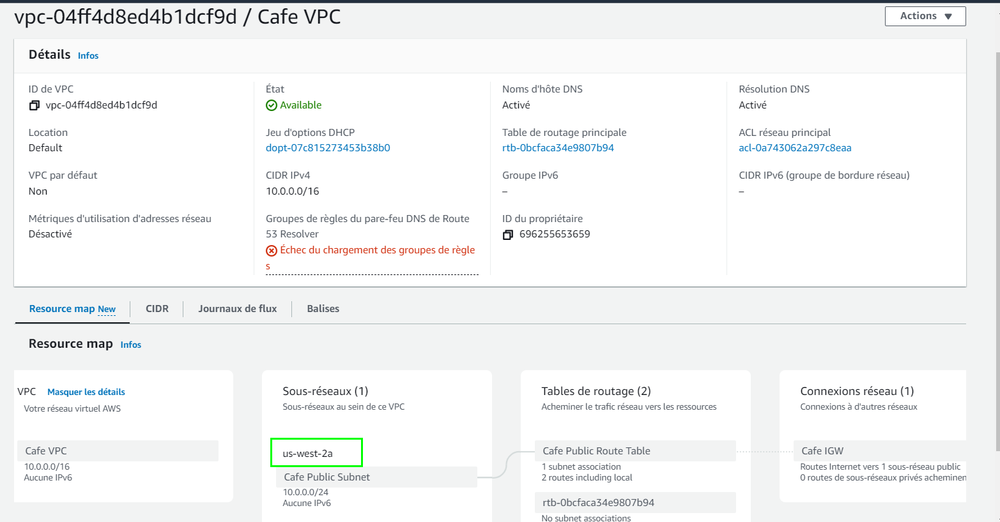 vpc-04ff4d8ed4b1dcf9d / Cafe VPC
Actions
Détails Infos
ID de VPC
vpc-04ff4d8ed4b1dcf9d
État
Available
Noms d'hôte DNS
Activé
Résolution DNS
Activé
Location
Default
Jeu d'options DHCP
dopt-07c815273453b38b0
Table de routage principale
rtb-0bcfaca34e9807b94
ACL réseau principal
acl-0a743062a297c8eaa
VPC par défaut
Non
CIDR IPv4
10.0.0.0/16
Groupe IPv6
–
CIDR IPv6 (groupe de bordure réseau)
–
Métriques d'utilisation d'adresses réseau
Désactivé
Groupes de règles du pare-feu DNS de Route
53 Resolver
Échec du chargement des groupes de règle
s
ID du propriétaire
696255653659
Resource map New
CIDR
Journaux de flux
Balises
Resource map Infos
VPC Masquer les détails
Votre réseau virtuel AWS
Cafe VPC
10.0.0.0/16
Aucune IPv6
Sous-réseaux (1)
Sous-réseaux au sein de ce VPC
us-west-2a
Cafe Public Subnet
10.0.0.0/24
Aucune IPv6
Tables de routage (2)
Acheminer le trafic réseau vers les ressources
Cafe Public Route Table
1 subnet association
2 routes including local
rtb-0bcfaca34e9807b94
No subnet associations
Connexions réseau (1)
Connexions à d'autres réseaux
Cafe IGW
Routes Internet vers 1 sous-réseau public
0 routes de sous-réseaux privés acheminen